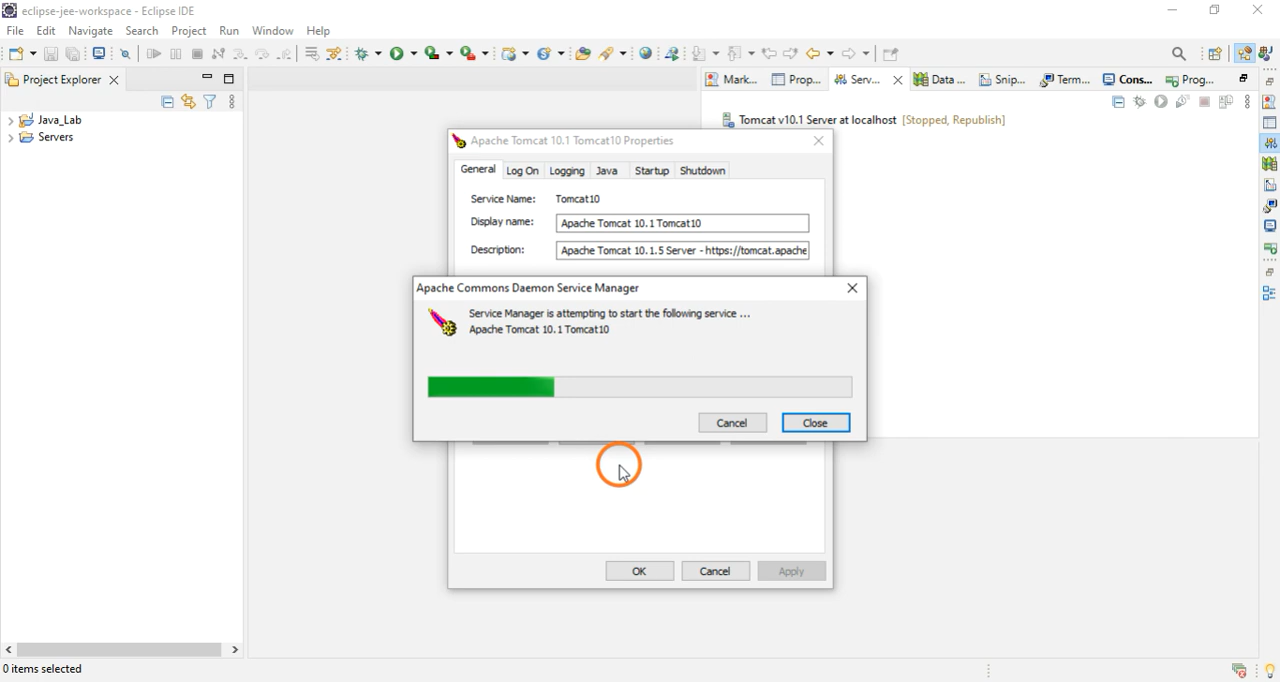 eclipse-jee-workspace - Eclipse IDE
File Edit Navigate Search Project Run Window Help
Project Explorer
Mark... Prop... Serv... Data ... Snip... Term... Cons... Prog...
Java_Lab
Servers
Tomcat v10.1 Server at localhost [Stopped, Republish]
Apache Tomcat 10.1 Tomcat10 Properties
General Log On Logging Java Startup Shutdown
Service Name: Tomcat10
Display name: Apache Tomcat 10.1 Tomcat10
Description: Apache Tomcat 10.1.5 Server - https://tomcat.apache
Apache Commons Daemon Service Manager
Service Manager is attempting to start the following service ...
Apache Tomcat 10.1 Tomcat10
Cancel Close
OK Cancel Apply
0 items selected